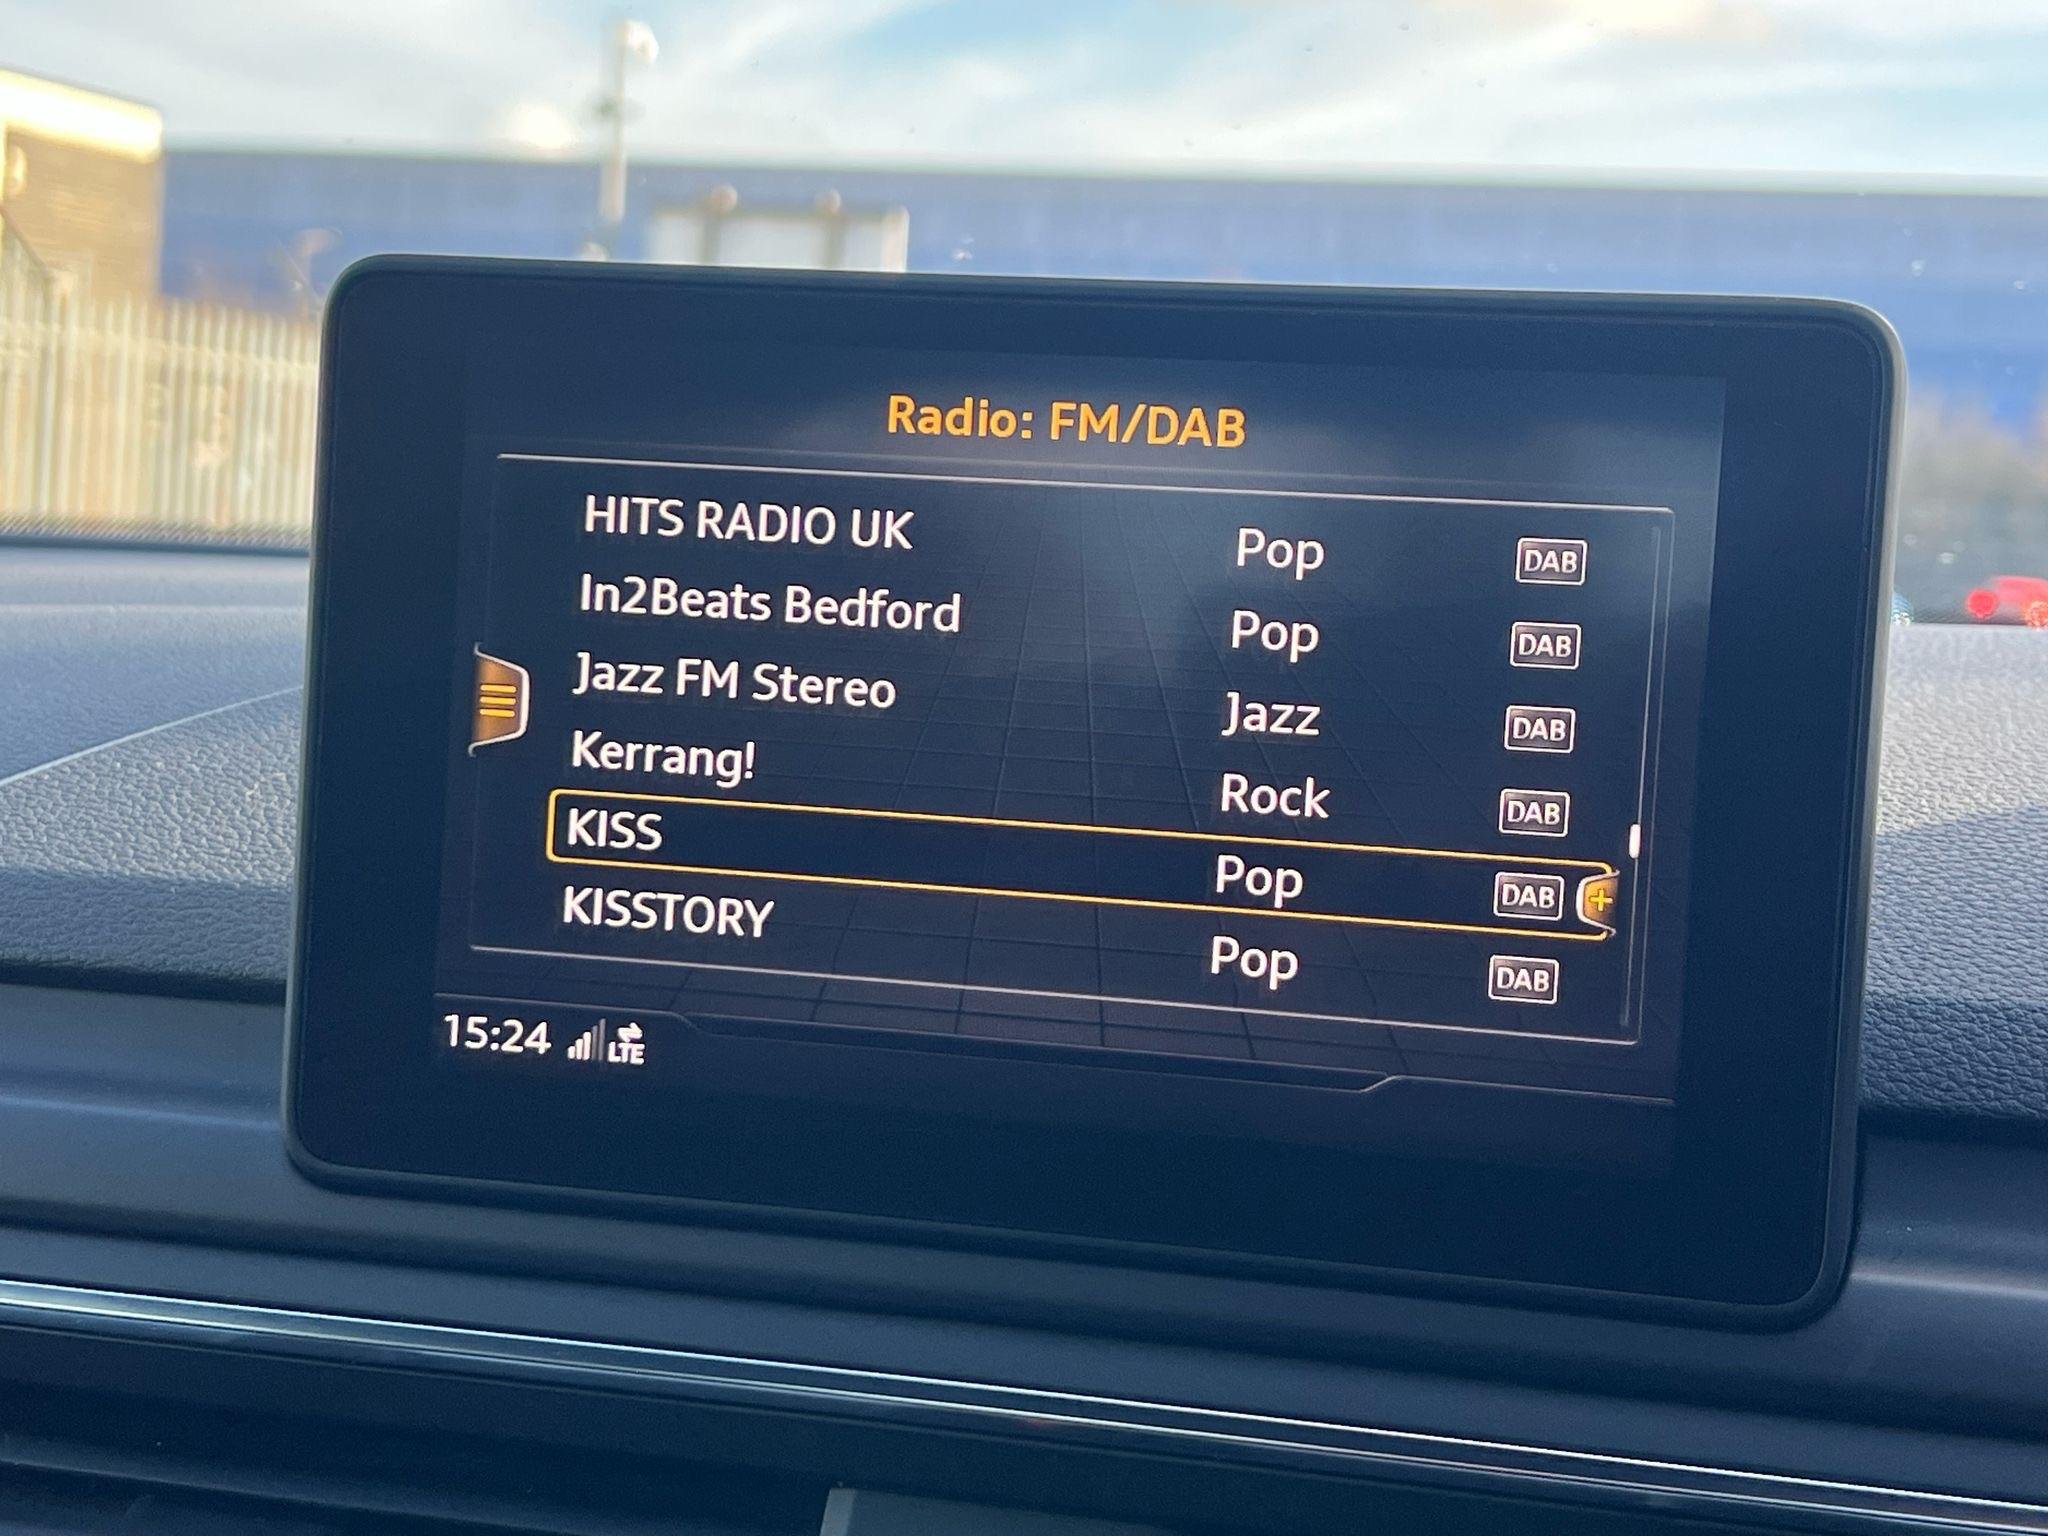 Radio: FM/DAB
HITS RADIO UK Pop DAB
In2Beats Bedford Pop DAB
Jazz FM Stereo Jazz DAB
Kerrang! Rock DAB
KISS Pop DAB +
KISSTORY Pop DAB
15:24 LTE